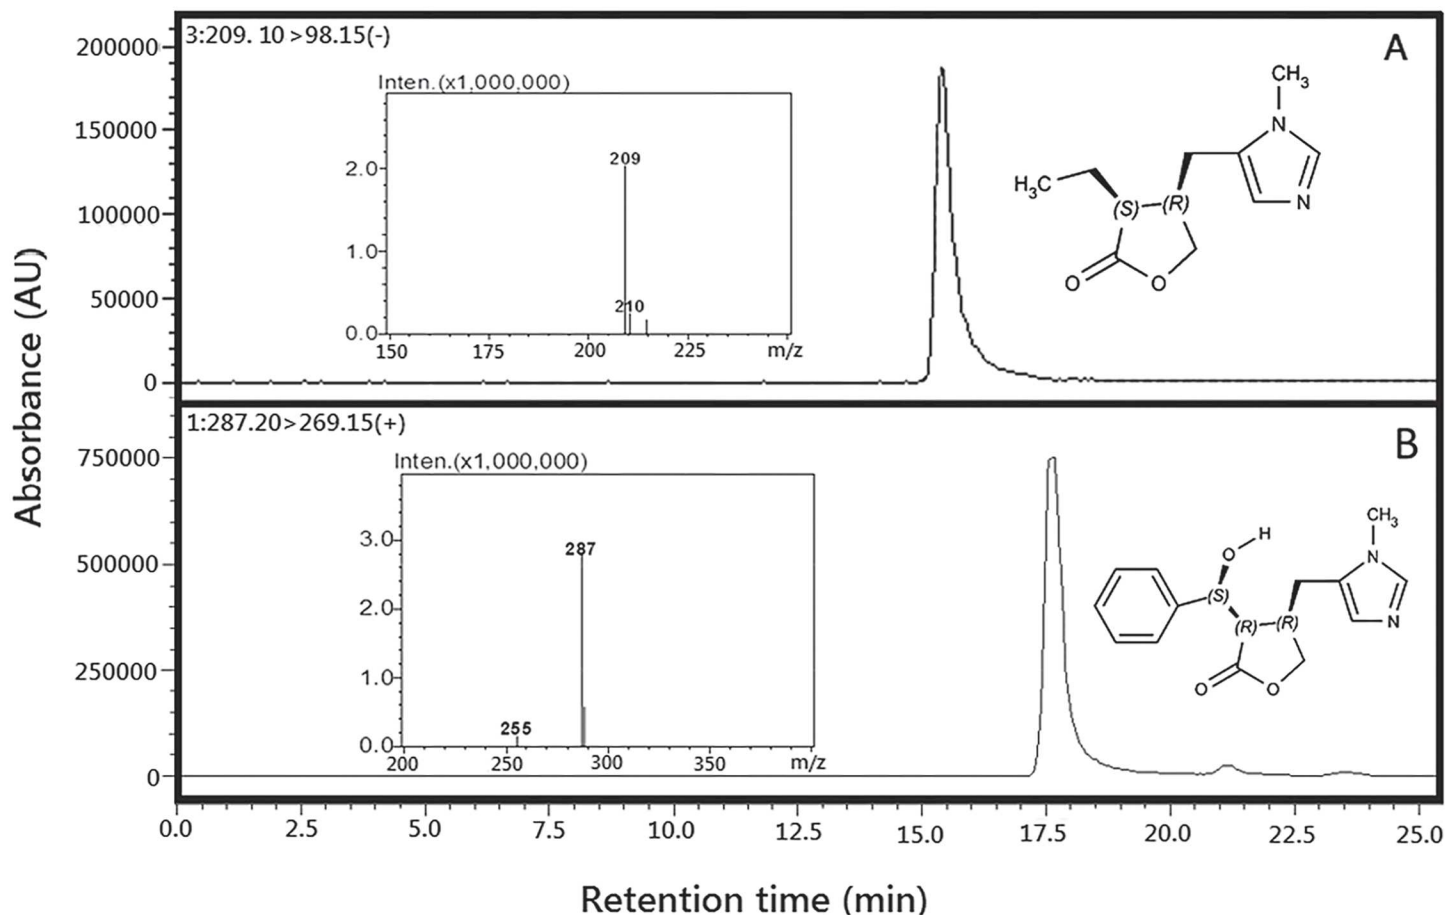 Absorbance (AU)
3:209. 10 >98.15(-)
A
200000
150000
100000
50000
0
Inten.(x1,000,000)
2.0
1.0
0.0
209
210
150 175 200 225 m/z
CH3
N
N
H3C
(S) (R)
O
O
1:287.20>269.15(+)
B
750000
500000
250000
0
Inten.(x1,000,000)
3.0
2.0
1.0
0.0
287
255
200 250 300 350 m/z
CH3
H
O
N
N
(S)
(R) (R)
O
O
0.0 2.5 5.0 7.5 10.0 12.5 15.0 17.5 20.0 22.5 25.0
Retention time (min)